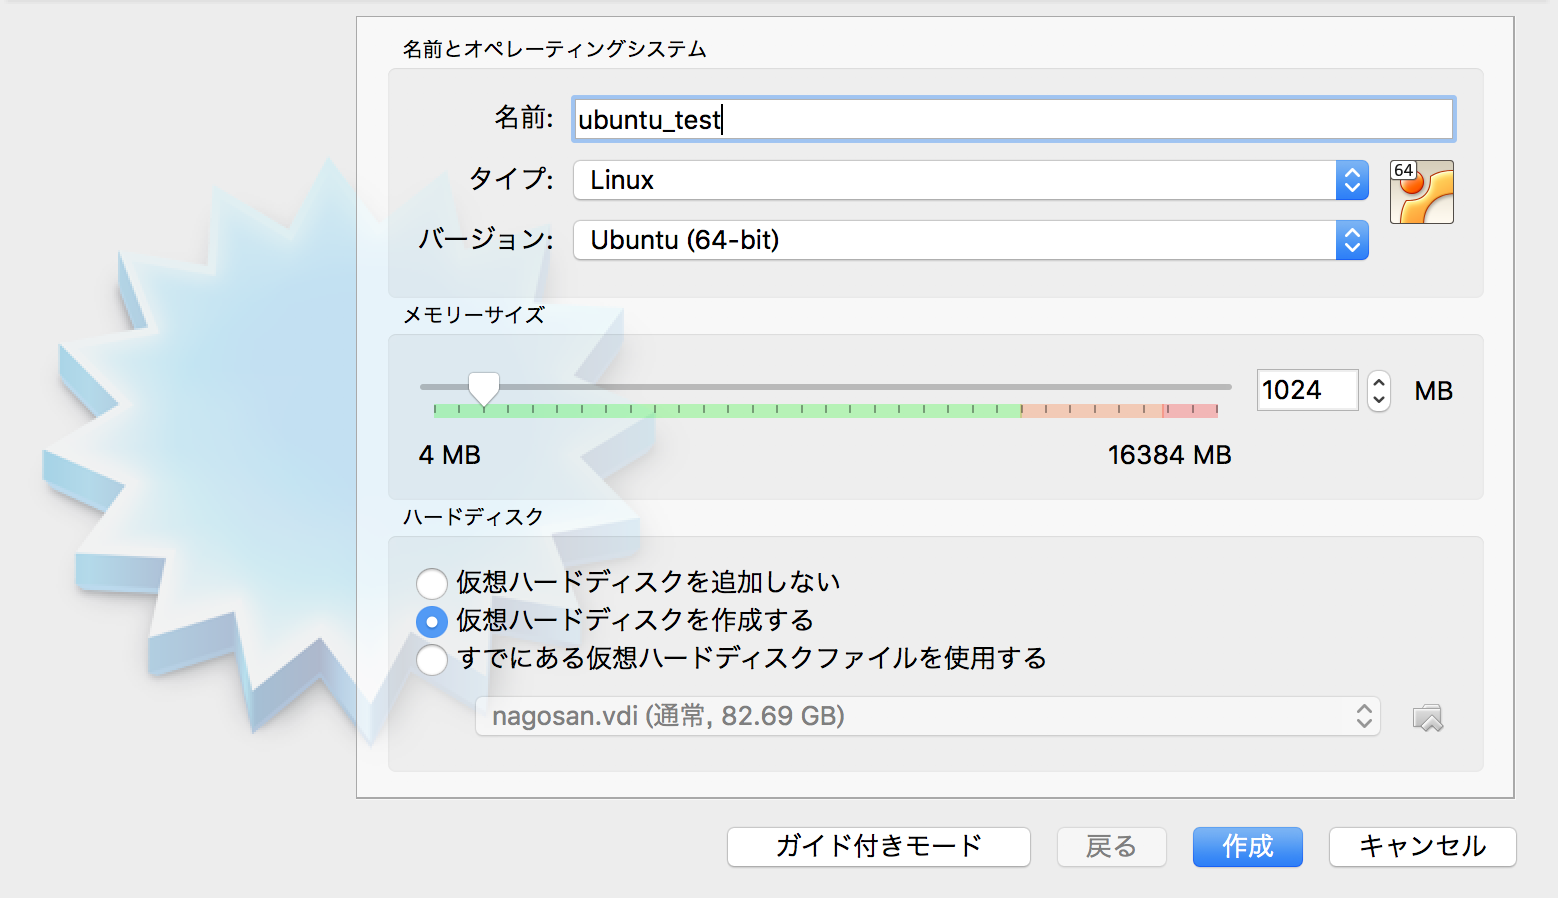 名前とオペレーティングシステム
名前: ubuntu_test
タイプ: Linux
64
バージョン: Ubuntu (64-bit)
メモリーサイズ
1024 MB
4 MB 16384 MB
ハードディスク
仮想ハードディスクを追加しない
仮想ハードディスクを作成する
すでにある仮想ハードディスクファイルを使用する
nagosan.vdi (通常, 82.69 GB)
ガイド付きモード 戻る 作成 キャンセル